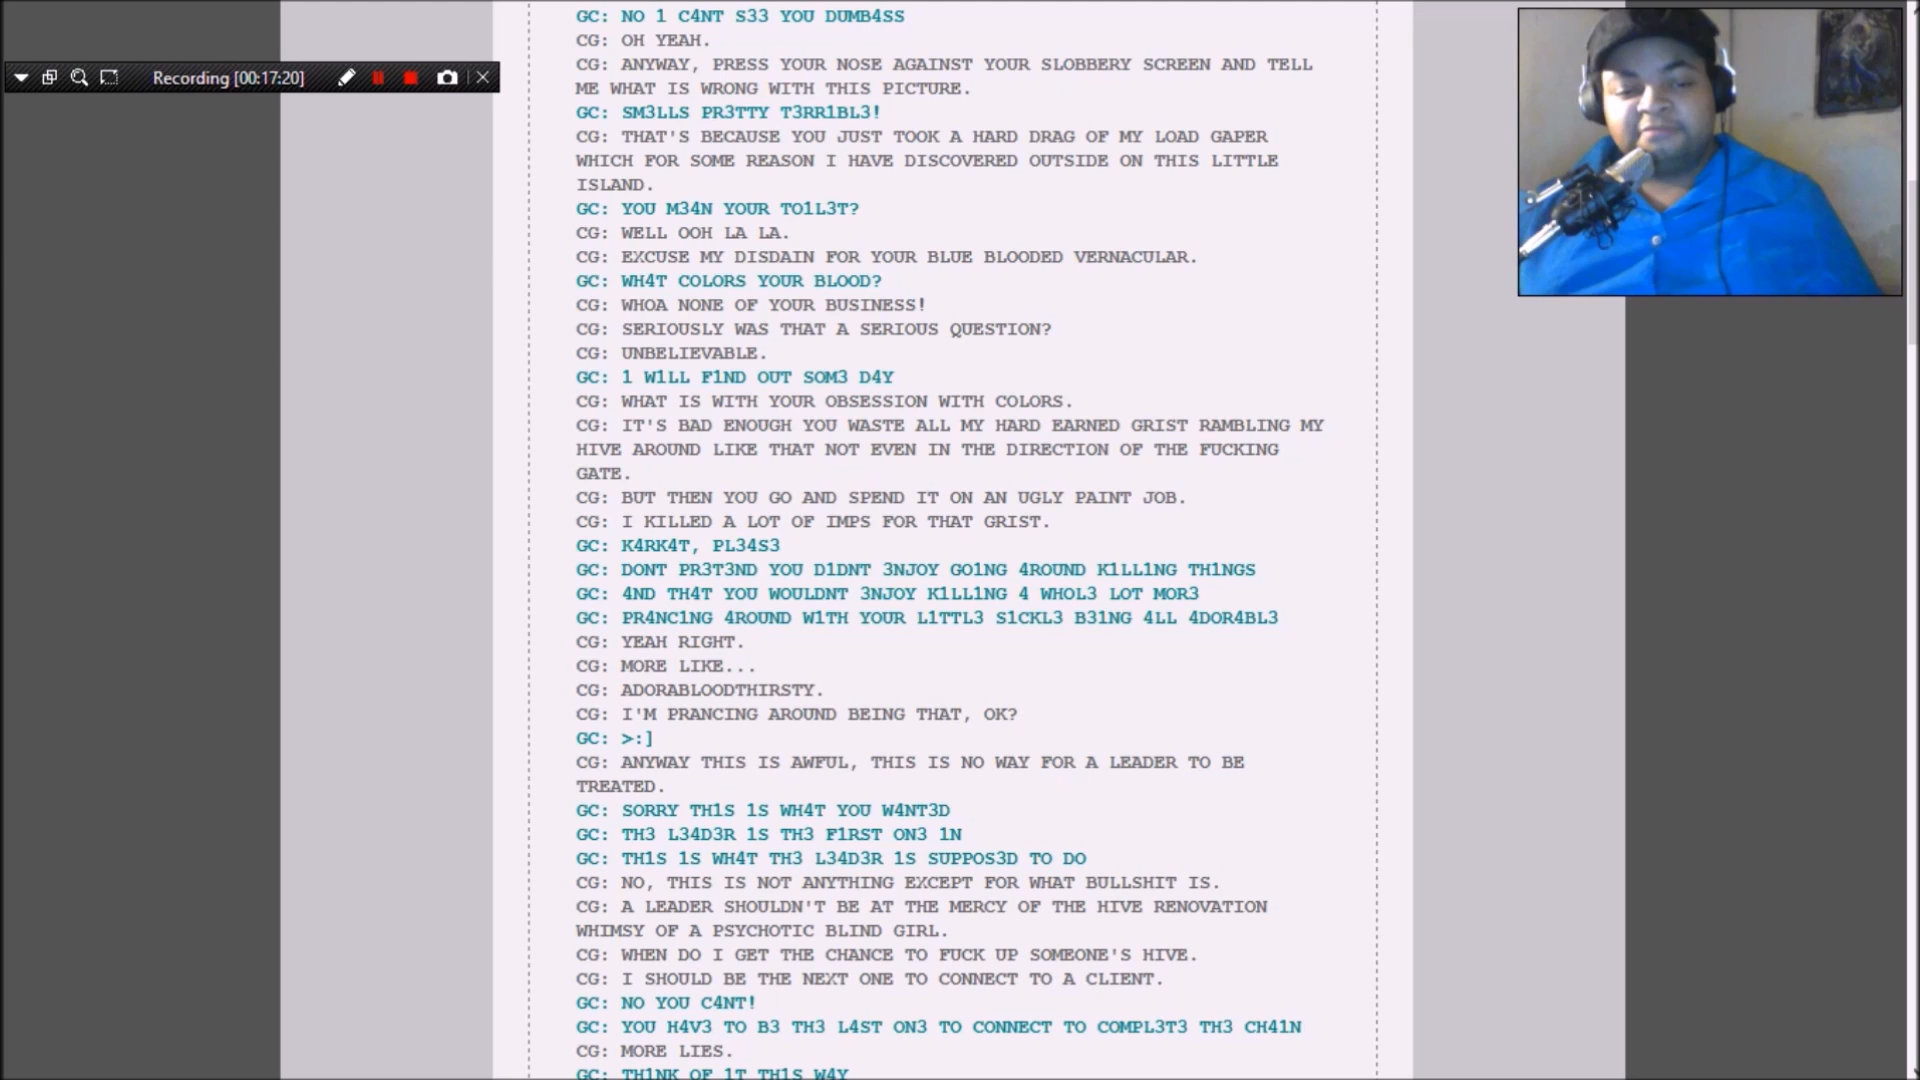 GC: NO 1 C4NT S33 YOU DUMB4SS
CG: OH YEAH.
Recording [00:17:20]
CG: ANYWAY, PRESS YOUR NOSE AGAINST YOUR SLOBBERY SCREEN AND TELL
ME WHAT IS WRONG WITH THIS PICTURE.
GC: SM3LLS PR3TTY T3RR1BL3!
CG: THAT'S BECAUSE YOU JUST TOOK A HARD DRAG OF MY LOAD GAPER
WHICH FOR SOME REASON I HAVE DISCOVERED OUTSIDE ON THIS LITTLE
ISLAND.
GC: YOU M34N YOUR TO1L3T?
CG: WELL OOH LA LA.
CG: EXCUSE MY DISDAIN FOR YOUR BLUE BLOODED VERNACULAR.
GC: WH4T COLORS YOUR BLOOD?
CG: WHOA NONE OF YOUR BUSINESS!
CG: SERIOUSLY WAS THAT A SERIOUS QUESTION?
CG: UNBELIEVABLE.
GC: 1 W1LL F1ND OUT SOM3 D4Y
CG: WHAT IS WITH YOUR OBSESSION WITH COLORS.
CG: IT'S BAD ENOUGH YOU WASTE ALL MY HARD EARNED GRIST RAMBLING MY
HIVE AROUND LIKE THAT NOT EVEN IN THE DIRECTION OF THE FUCKING
GATE.
CG: BUT THEN YOU GO AND SPEND IT ON AN UGLY PAINT JOB.
CG: I KILLED A LOT OF IMPS FOR THAT GRIST.
GC: K4RK4T, PL34S3
GC: DONT PR3T3ND YOU D1DNT 3NJOY GO1NG 4ROUND K1LL1NG TH1NGS
GC: 4ND TH4T YOU WOULDNT 3NJOY K1LL1NG 4 WHOL3 LOT MOR3
GC: PR4NC1NG 4ROUND W1TH YOUR L1TTL3 S1CKL3 B31NG 4LL 4DOR4BL3
CG: YEAH RIGHT.
CG: MORE LIKE...
CG: ADORABLOODTHIRSTY.
CG: I'M PRANCING AROUND BEING THAT, OK?
GC: >:]
CG: ANYWAY THIS IS AWFUL, THIS IS NO WAY FOR A LEADER TO BE
TREATED.
GC: SORRY TH1S 1S WH4T YOU W4NT3D
GC: TH3 L34D3R 1S TH3 F1RST ON3 1N
GC: TH1S 1S WH4T TH3 L34D3R 1S SUPPOS3D TO DO
CG: NO, THIS IS NOT ANYTHING EXCEPT FOR WHAT BULLSHIT IS.
CG: A LEADER SHOULDN'T BE AT THE MERCY OF THE HIVE RENOVATION
WHIMSY OF A PSYCHOTIC BLIND GIRL.
CG: WHEN DO I GET THE CHANCE TO FUCK UP SOMEONE'S HIVE.
CG: I SHOULD BE THE NEXT ONE TO CONNECT TO A CLIENT.
GC: NO YOU C4NT!
GC: YOU H4V3 TO B3 TH3 L4ST ON3 TO CONNECT TO COMPL3T3 TH3 CH41N
CG: MORE LIES.
GC: TH1NK OF 1T TH1S W4Y